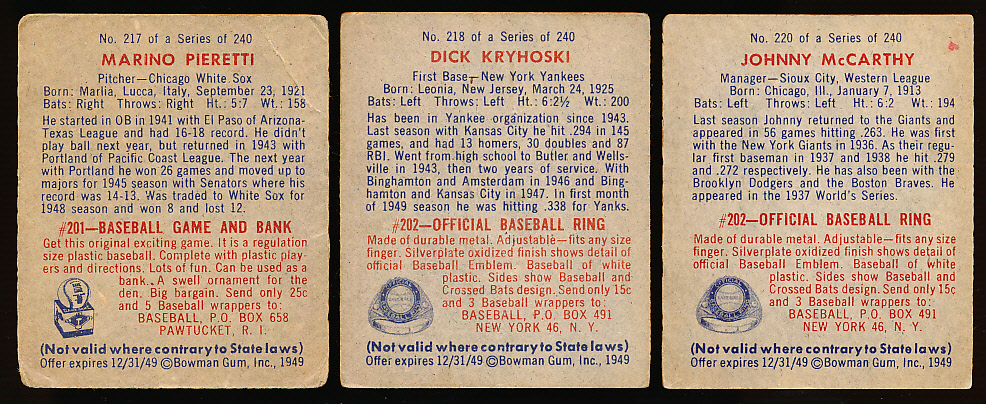 No. 217 of a Series of 240
MARINO PIERETTI
Pitcher—Chicago White Sox
Born: Marlia, Lucca, Italy, September 23, 1921
Bats: Right Throws: Right Ht.: 5:7 Wt.: 158
He started in OB in 1941 with El Paso of Arizona-
Texas League and had 16-18 record. He didn't
play ball next year, but returned in 1943 with
Portland of Pacific Coast League. The next year
with Portland he won 26 games and moved up to
majors for 1945 season with Senators where his
record was 14-13. Was traded to White Sox for
1948 season and won 8 and lost 12.
#201—BASEBALL GAME AND BANK
Get this original exciting game. It is a regulation
size plastic baseball. Complete with plastic play-
ers and directions. Lots of fun. Can be used as a
bank. A swell ornament for the
den. Big bargain. Send only 25c
and 5 Baseball wrappers to:
BASEBALL, P.O. BOX 658
PAWTUCKET, R. I.
(Not valid where contrary to State laws)
Offer expires 12/31/49 ©Bowman Gum, Inc., 1949
No. 218 of a Series of 240
DICK KRYHOSKI
First Base—New York Yankees
Born: Leonia, New Jersey, March 24, 1925
Bats: Left Throws: Left Ht.: 6:2½ Wt.: 200
Has been in Yankee organization since 1943.
Last season with Kansas City he hit .294 in 145
games, and had 13 homers, 30 doubles and 87
RBI. Went from high school to Butler and Wells-
ville in 1943, then two years of service. With
Binghamton and Amsterdam in 1946 and Bing-
hamton and Kansas City in 1947. In first month
of 1949 season he was hitting .338 for Yanks.
#202—OFFICIAL BASEBALL RING
Made of durable metal. Adjustable—fits any size
finger. Silverplate oxidized finish shows detail of
official Baseball Emblem. Baseball of white
plastic. Sides show Baseball and
Crossed Bats design. Send only 15c
and 3 Baseball wrappers to:
BASEBALL, P.O. BOX 491
NEW YORK 46, N. Y.
(Not valid where contrary to State laws)
Offer expires 12/31/49 ©Bowman Gum, Inc., 1949
No. 220 of a Series of 240
JOHNNY McCARTHY
Manager—Sioux City, Western League
Born: Chicago, Ill., January 7, 1913
Bats: Left Throws: Left Ht.: 6:2 Wt.: 194
Last season Johnny returned to the Giants and
appeared in 56 games hitting .263. He was first
with the New York Giants in 1936. As their regu-
lar first baseman in 1937 and 1938 he hit .279
and .272 respectively. He has also been with the
Brooklyn Dodgers and the Boston Braves. He
appeared in the 1937 World's Series.
#202—OFFICIAL BASEBALL RING
Made of durable metal. Adjustable—fits any size
finger. Silverplate oxidized finish shows detail of
official Baseball Emblem. Baseball of white
plastic. Sides show Baseball and
Crossed Bats design. Send only 15c
and 3 Baseball wrappers to:
BASEBALL, P.O. BOX 491
NEW YORK 46, N. Y.
(Not valid where contrary to State laws)
Offer expires 12/31/49 ©Bowman Gum, Inc., 1949